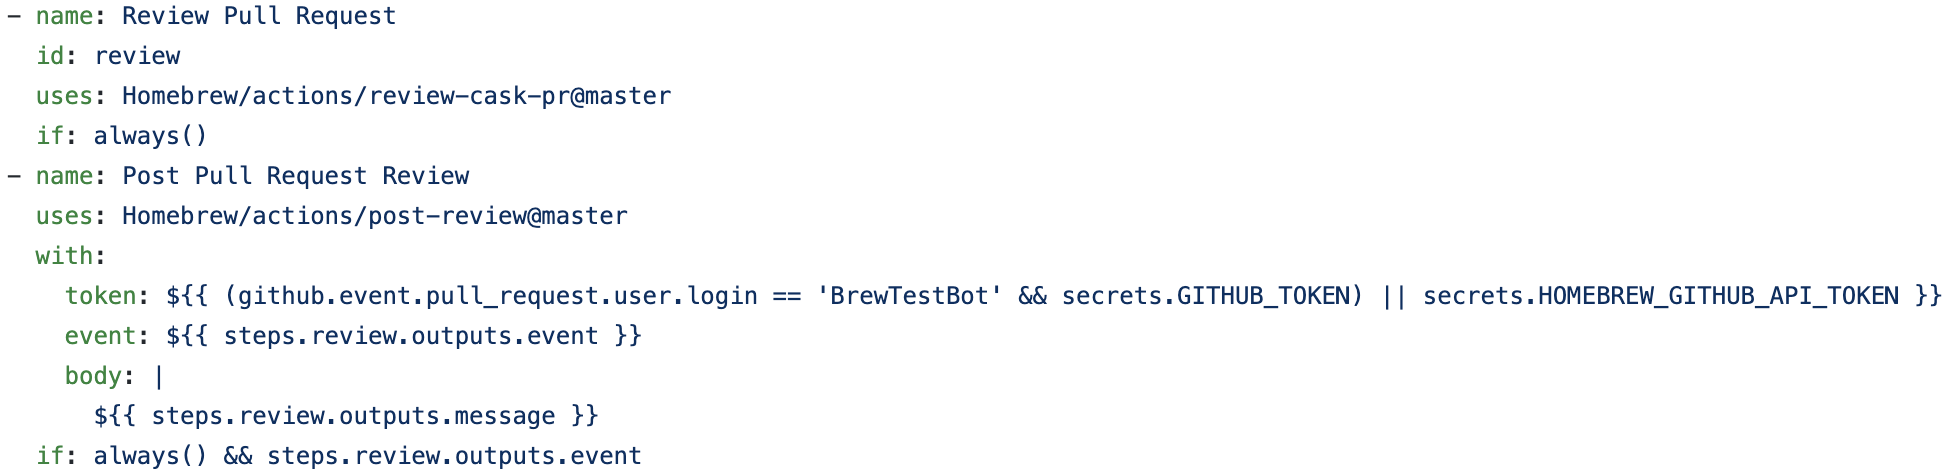 - name: Review Pull Request
  id: review
  uses: Homebrew/actions/review-cask-pr@master
  if: always()
- name: Post Pull Request Review
  uses: Homebrew/actions/post-review@master
  with:
    token: ${{ (github.event.pull_request.user.login == 'BrewTestBot' && secrets.GITHUB_TOKEN) || secrets.HOMEBREW_GITHUB_API_TOKEN }}
    event: ${{ steps.review.outputs.event }}
    body: |
      ${{ steps.review.outputs.message }}
  if: always() && steps.review.outputs.event